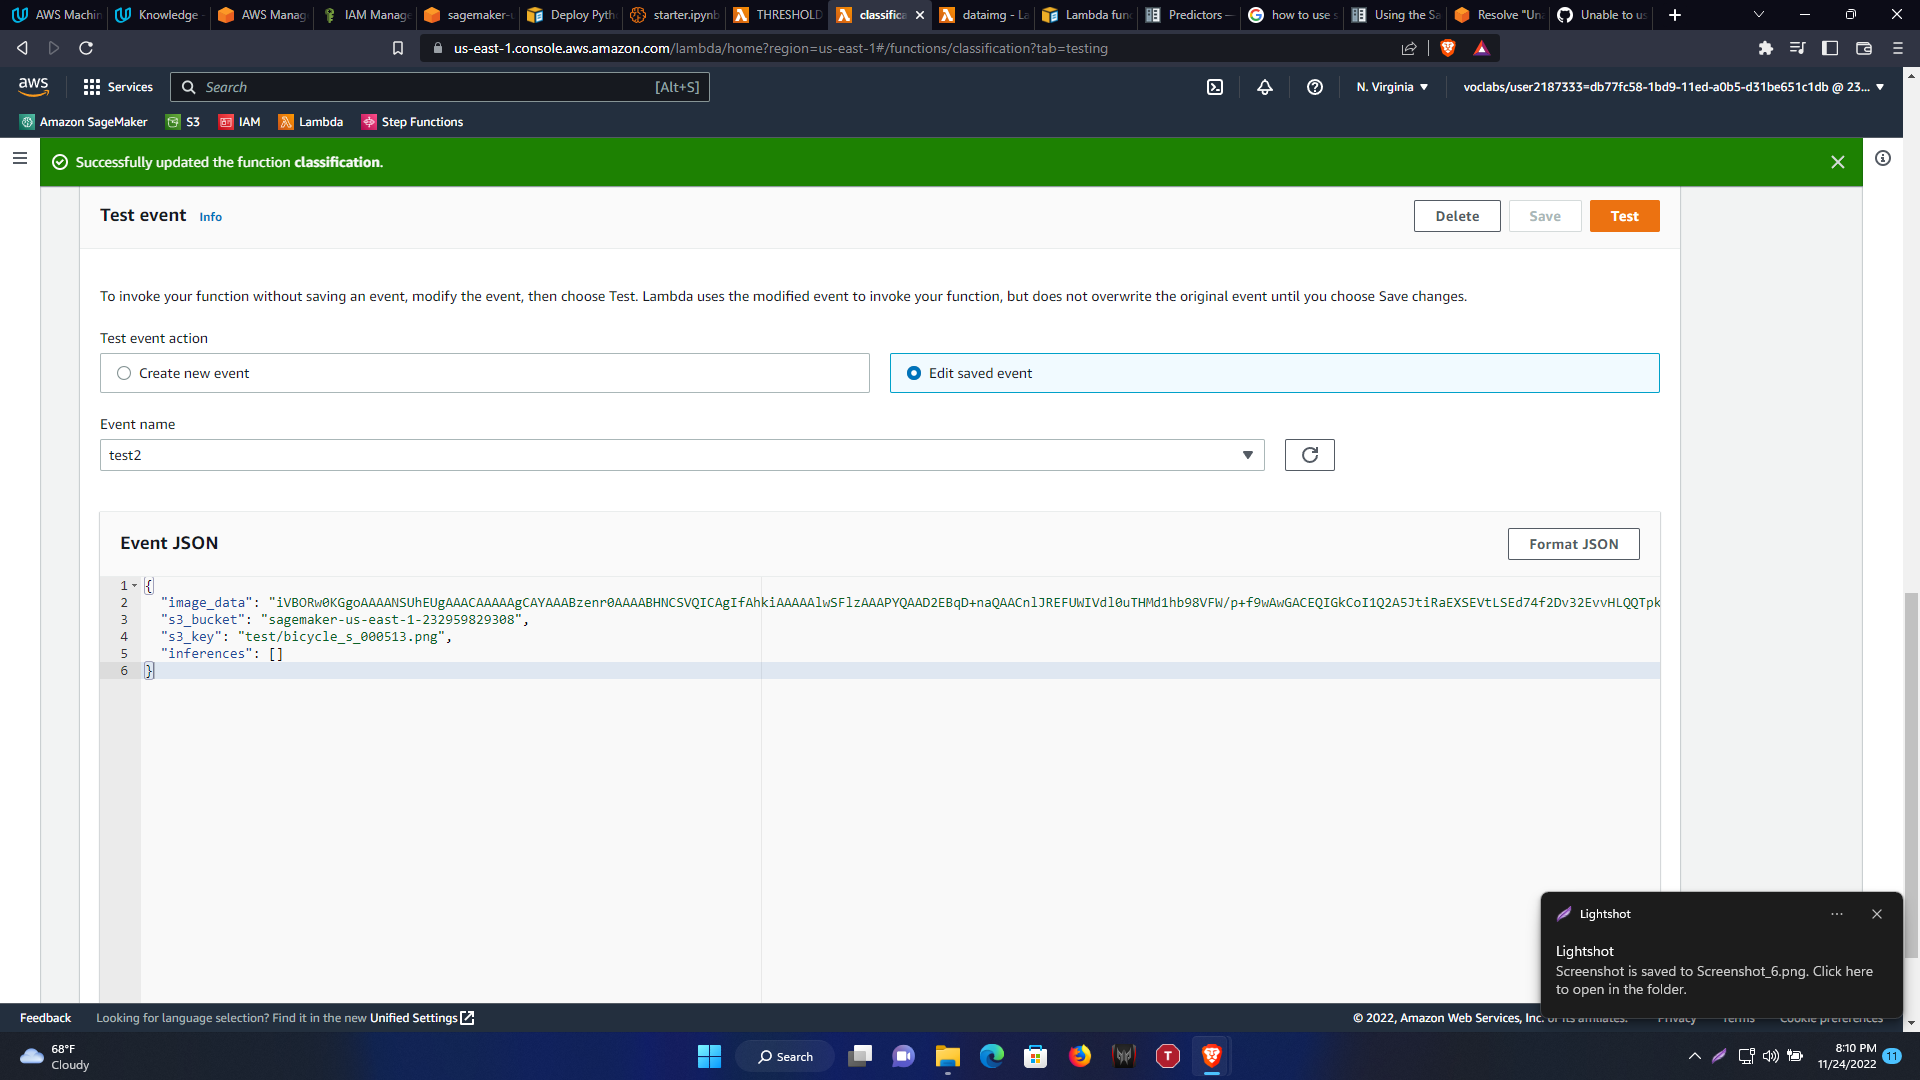 AWS Machi
Knowledge -
AWS Manag
IAM Manage
sagemaker-u
Deploy Pyth
starter.ipynb
THRESHOLD
classifica
dataimg - La
Lambda func
Predictors —
how to use s
Using the Sa
Resolve "Una
Unable to us
us-east-1.console.aws.amazon.com/lambda/home?region=us-east-1#/functions/classification?tab=testing
aws
Services
Search
[Alt+S]
N. Virginia
voclabs/user2187333=db77fc58-1bd9-11ed-a0b5-d31be651c1db @ 23...
Amazon SageMaker
S3
IAM
Lambda
Step Functions
Successfully updated the function classification.
Test event
Info
Delete
Save
Test
To invoke your function without saving an event, modify the event, then choose Test. Lambda uses the modified event to invoke your function, but does not overwrite the original event until you choose Save changes.
Test event action
Create new event
Edit saved event
Event name
test2
Event JSON
Format JSON
1 {
2 "image_data": "iVBORw0KGgoAAAANSUhEUgAAACAAAAAgCAYAAABzenr0AAAABHNCSVQICAgIfAhkiAAAAAlwSFlzAAAPYQAAD2EBqD+naQAACnlJREFUWIVdl0uTHMd1hb98VFW/p+f9wAwGACEQIGkCoI1Q2A5JtiRaEXSEVtLSEd74f2Dv32EvvHLQQTpk
3 "s3_bucket": "sagemaker-us-east-1-232959829308",
4 "s3_key": "test/bicycle_s_000513.png",
5 "inferences": []
6 }
Lightshot
Lightshot
Screenshot is saved to Screenshot_6.png. Click here
to open in the folder.
Feedback
Looking for language selection? Find it in the new Unified Settings
© 2022, Amazon Web Services, Inc. or its affiliates.
Privacy
Terms
Cookie preferences
68°F
Cloudy
Search
8:10 PM
11/24/2022
11